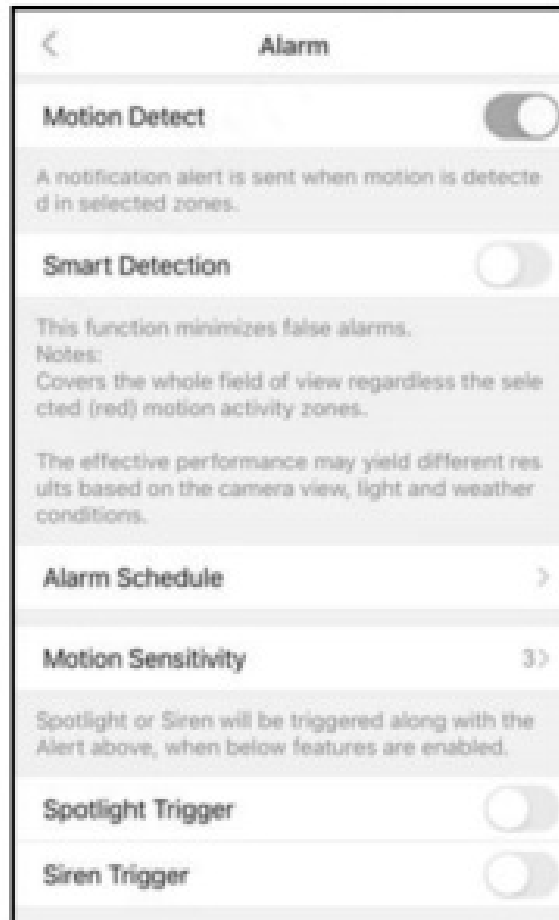 Alarm
Motion Detect
A notification alert is sent when motion is detecte
d in selected zones.
Smart Detection
This function minimizes false alarms.
Notes:
Covers the whole field of view regardless the sele
cted (red) motion activity zones.
The effective performance may yield different res
ults based on the camera view, light and weather
conditions.
Alarm Schedule
Motion Sensitivity 3
Spotlight or Siren will be triggered along with the
Alert above, when below features are enabled.
Spotlight Trigger
Siren Trigger